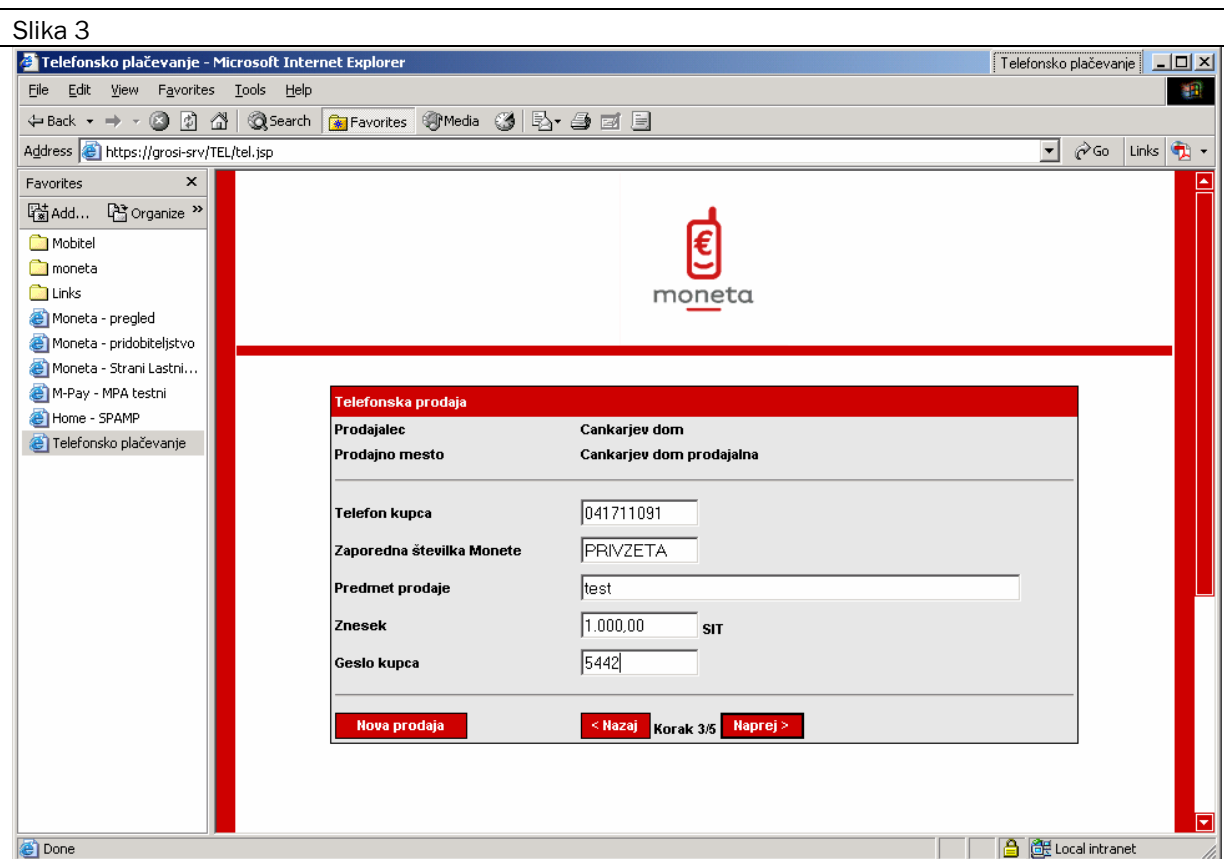 Slika 3
Telefonsko plačevanje - Microsoft Internet Explorer
Telefonsko plačevanje
File Edit View Favorites Tools Help
Back Search Favorites Media
Address https://grosi-srv/TEL/tel.jsp Go Links
Favorites x
Add... Organize »
Mobitel
moneta
Links
Moneta - pregled
Moneta - pridobiteljstvo
Moneta - Strani Lastni...
M-Pay - MPA testni
Home - SPAMP
Telefonsko plačevanje
€
moneta
Telefonska prodaja
Prodajalec Cankarjev dom
Prodajno mesto Cankarjev dom prodajalna
Telefon kupca 041711091
Zaporedna številka Monete PRIVZETA
Predmet prodaje test
Znesek 1.000,00 SIT
Geslo kupca 5442
Nova prodaja < Nazaj Korak 3/5 Naprej >
Done Local intranet